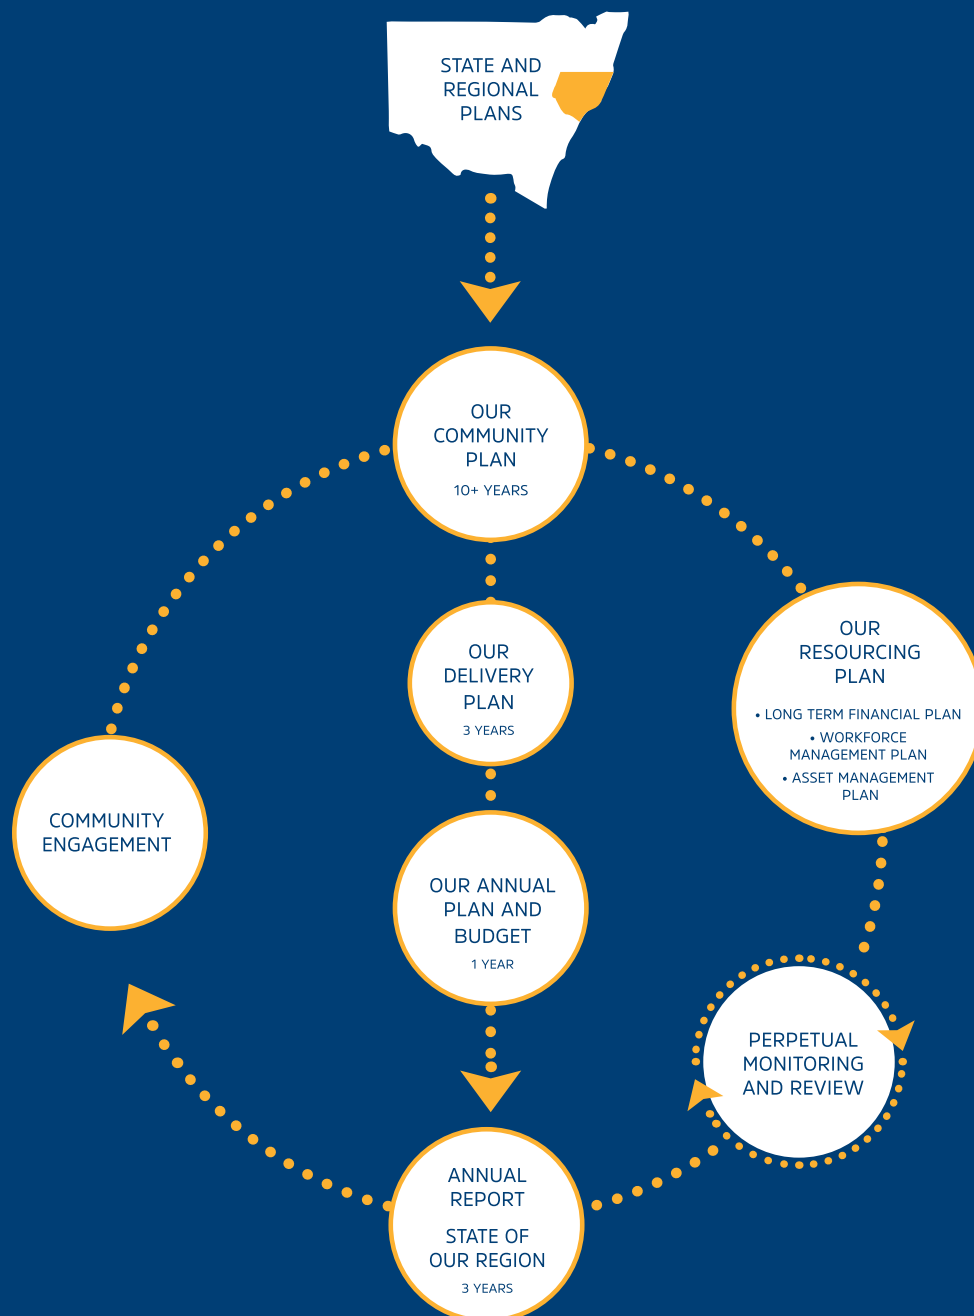 STATE AND
REGIONAL
PLANS
OUR
COMMUNITY
PLAN
10+ YEARS
OUR
DELIVERY
PLAN
3 YEARS
OUR
RESOURCING
PLAN
• LONG TERM FINANCIAL PLAN
• WORKFORCE
MANAGEMENT PLAN
• ASSET MANAGEMENT
PLAN
COMMUNITY
ENGAGEMENT
OUR ANNUAL
PLAN AND
BUDGET
1 YEAR
PERPETUAL
MONITORING
AND REVIEW
ANNUAL
REPORT
STATE OF
OUR REGION
3 YEARS